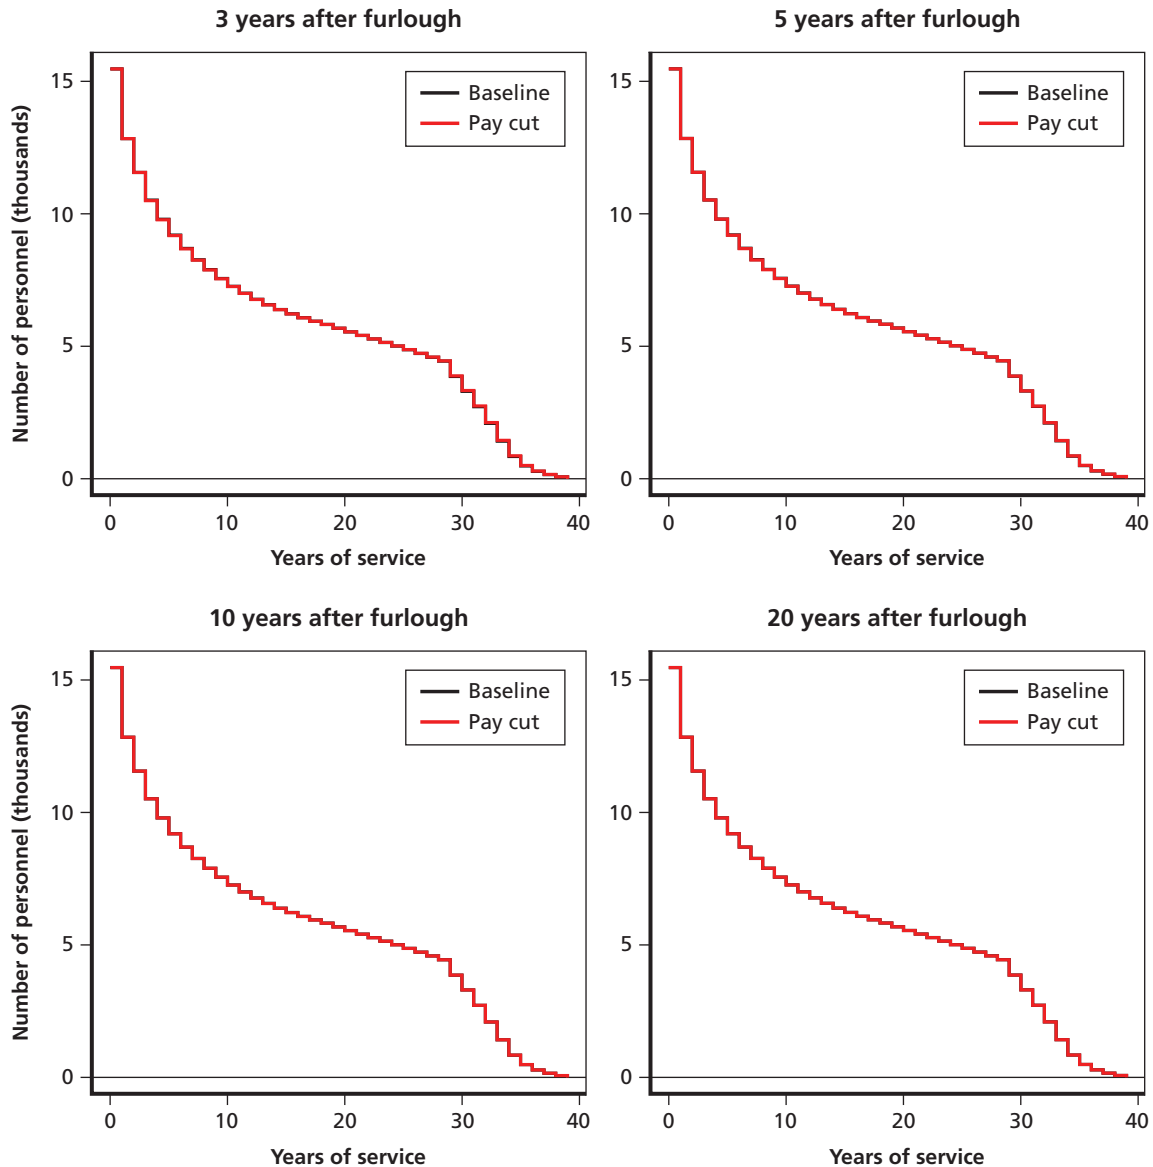 3 years after furlough
Number of personnel (thousands)
15
10
5
0
Baseline
Pay cut
0 10 20 30 40
Years of service
5 years after furlough
15
10
5
0
Baseline
Pay cut
0 10 20 30 40
Years of service
10 years after furlough
Number of personnel (thousands)
15
10
5
0
Baseline
Pay cut
0 10 20 30 40
Years of service
20 years after furlough
15
10
5
0
Baseline
Pay cut
0 10 20 30 40
Years of service